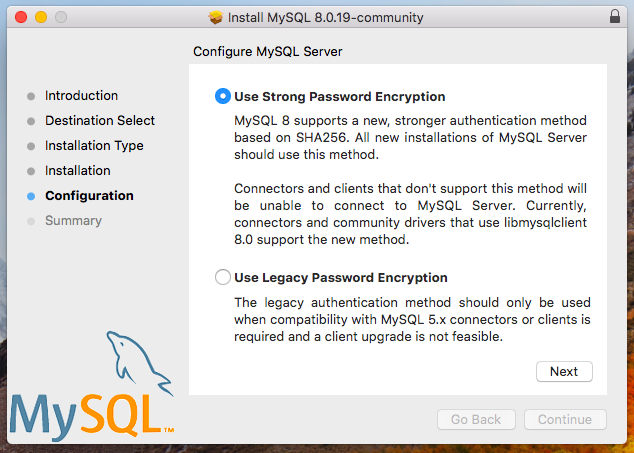 Install MySQL 8.0.19-community
Configure MySQL Server
Introduction
Destination Select
Installation Type
Installation
Configuration
Summary
Use Strong Password Encryption
MySQL 8 supports a new, stronger authentication method
based on SHA256. All new installations of MySQL Server
should use this method.
Connectors and clients that don't support this method will
be unable to connect to MySQL Server. Currently,
connectors and community drivers that use libmysqlclient
8.0 support the new method.
Use Legacy Password Encryption
The legacy authentication method should only be used
when compatibility with MySQL 5.x connectors or clients is
required and a client upgrade is not feasible.
Next
MySQL™
Go Back
Continue